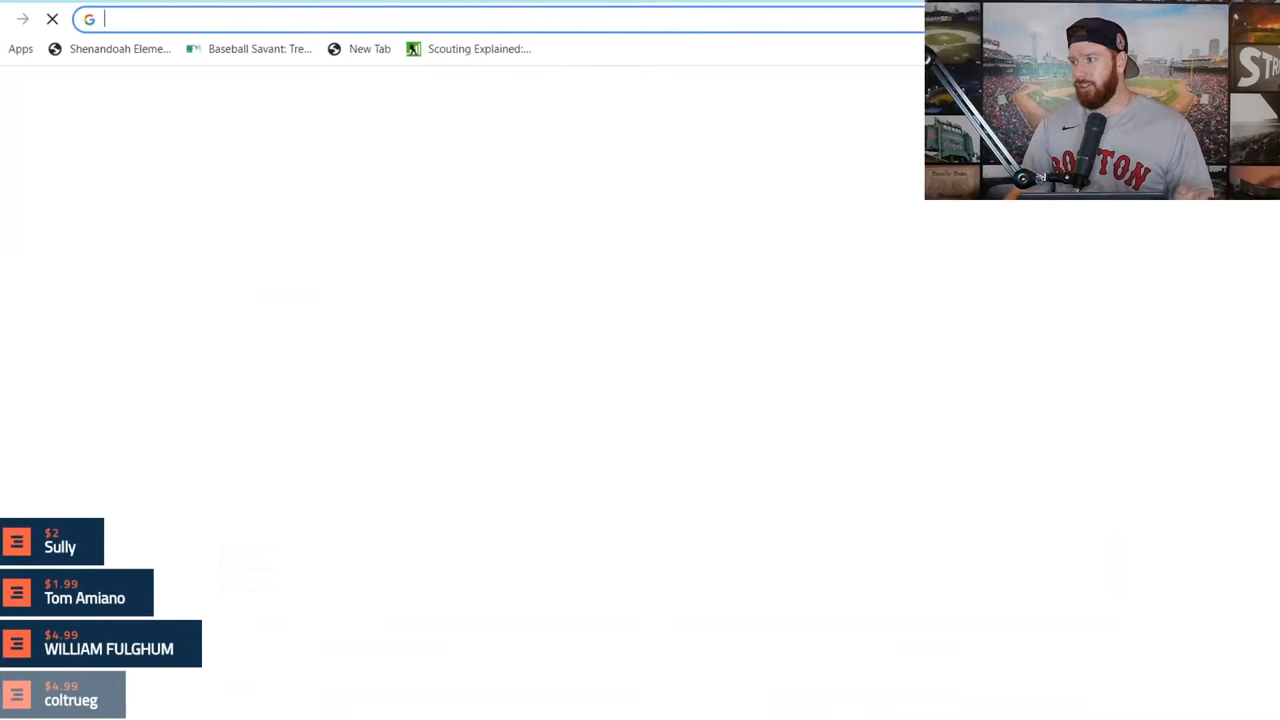 Apps
Shenandoah Eleme...
Baseball Savant: Tre...
New Tab
Scouting Explained:...
BOSTON
$2
Sully
$1.99
Tom Amiano
$4.99
WILLIAM FULGHUM
$4.99
coltrueg